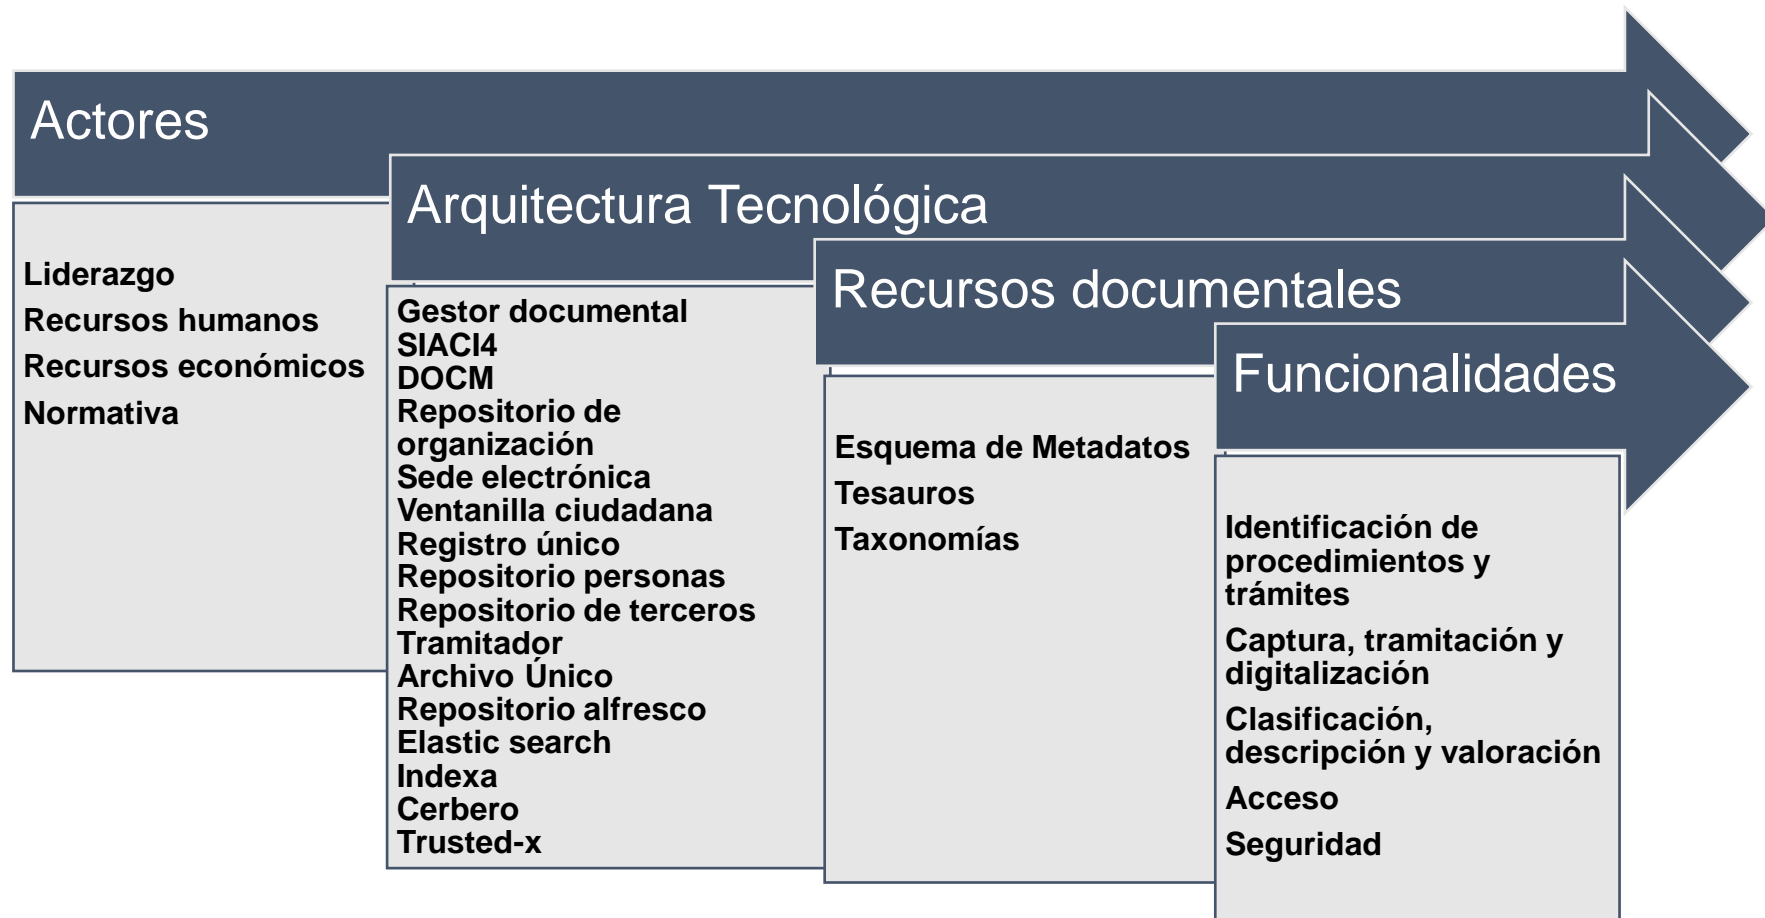 Actores
Liderazgo
Recursos humanos
Recursos económicos
Normativa
Arquitectura Tecnológica
Gestor documental
SIACI4
DOCM
Repositorio de
organización
Sede electrónica
Ventanilla ciudadana
Registro único
Repositorio personas
Repositorio de terceros
Tramitador
Archivo Único
Repositorio alfresco
Elastic search
Indexa
Cerbero
Trusted-x
Recursos documentales
Esquema de Metadatos
Tesauros
Taxonomías
Funcionalidades
Identificación de
procedimientos y
trámites
Captura, tramitación y
digitalización
Clasificación,
descripción y valoración
Acceso
Seguridad